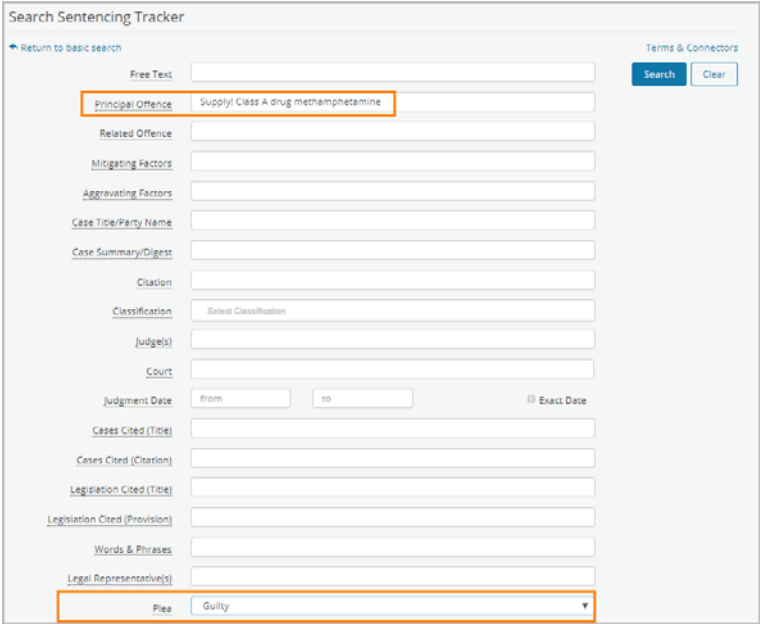 Search Sentencing Tracker
Return to basic search
Terms & Connectors
Free Text
Search Clear
Principal Offence Supply! Class A drug methamphetamine
Related Offence
Mitigating Factors
Aggravating Factors
Case Title/Party Name
Case Summary/Digest
Citation
Classification Select Classification
Judge(s)
Court
Judgment Date from to Exact Date
Cases Cited (Title)
Cases Cited (Citation)
Legislation Cited (Title)
Legislation Cited (Provision)
Words & Phrases
Legal Representative(s)
Plea Guilty